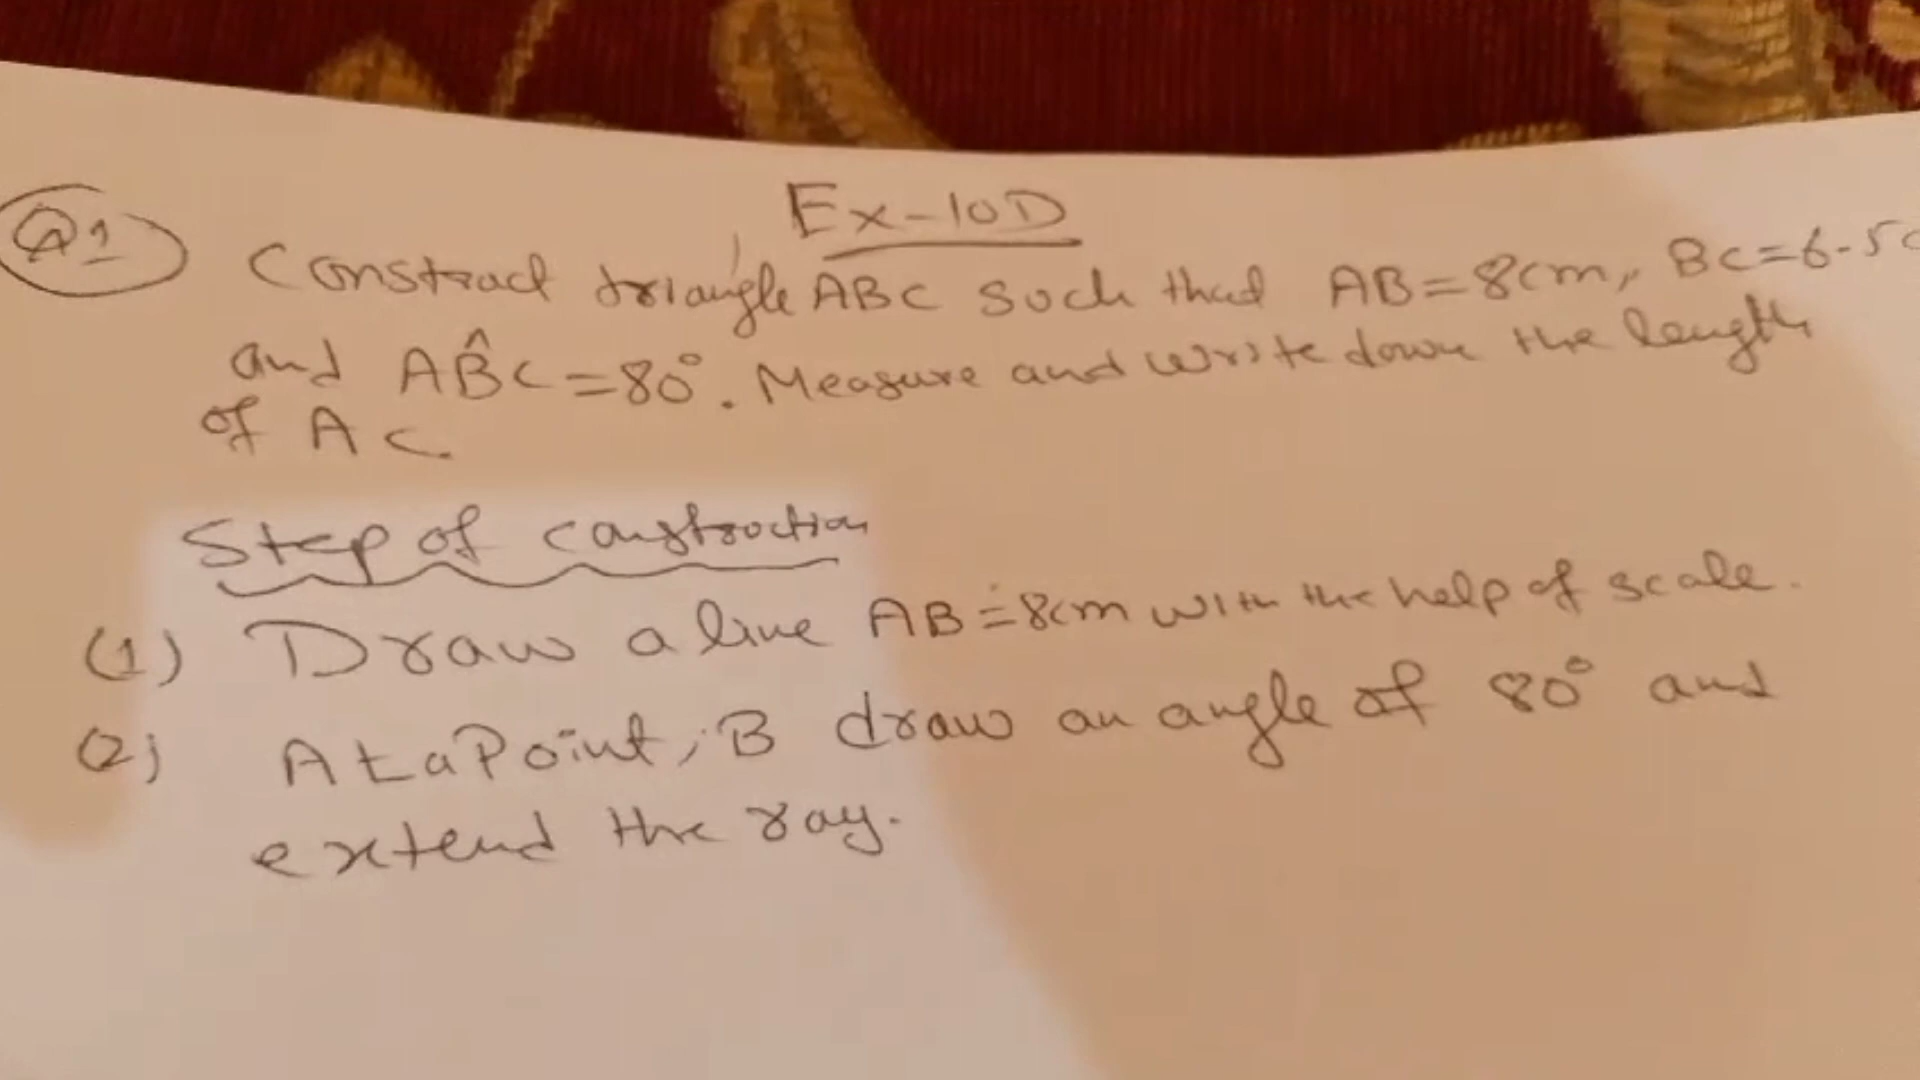 Ex-10D
Q1 Construct triangle ABC such that AB=8cm, BC=6.5c
and AB̂C=80°. Measure and write down the length
of AC.
Step of construction
(1) Draw a line AB=8cm with the help of scale.
(2) At a Point, B draw an angle of 80° and
extend the ray.